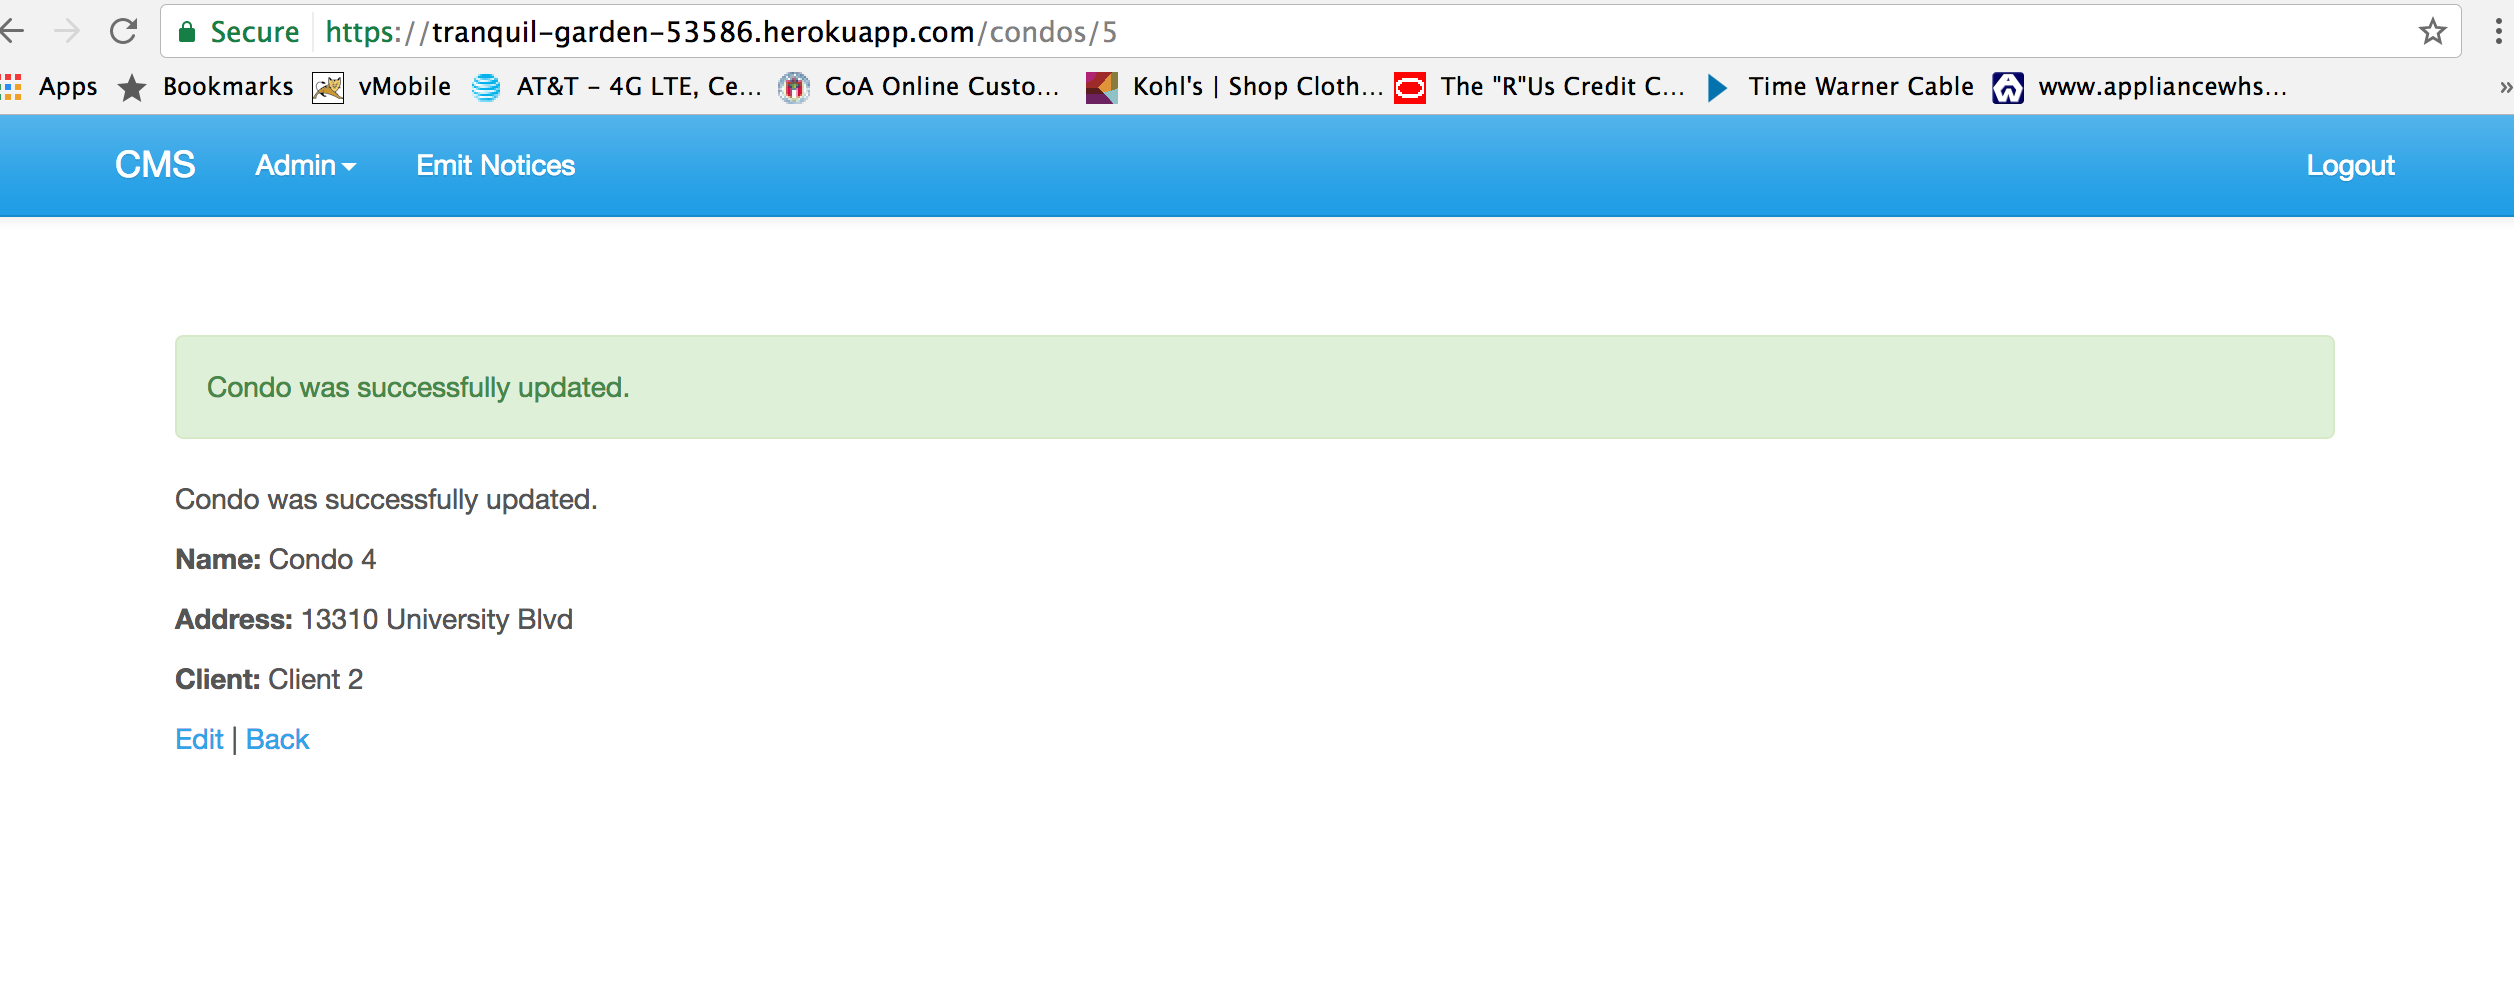 Secure https://tranquil-garden-53586.herokuapp.com/condos/5
Apps Bookmarks vMobile AT&T – 4G LTE, Ce... CoA Online Custo... Kohl's | Shop Cloth... The "R"Us Credit C... Time Warner Cable www.appliancewhs... »
CMS Admin Emit Notices Logout
Condo was successfully updated.
Condo was successfully updated.
Name: Condo 4
Address: 13310 University Blvd
Client: Client 2
Edit | Back